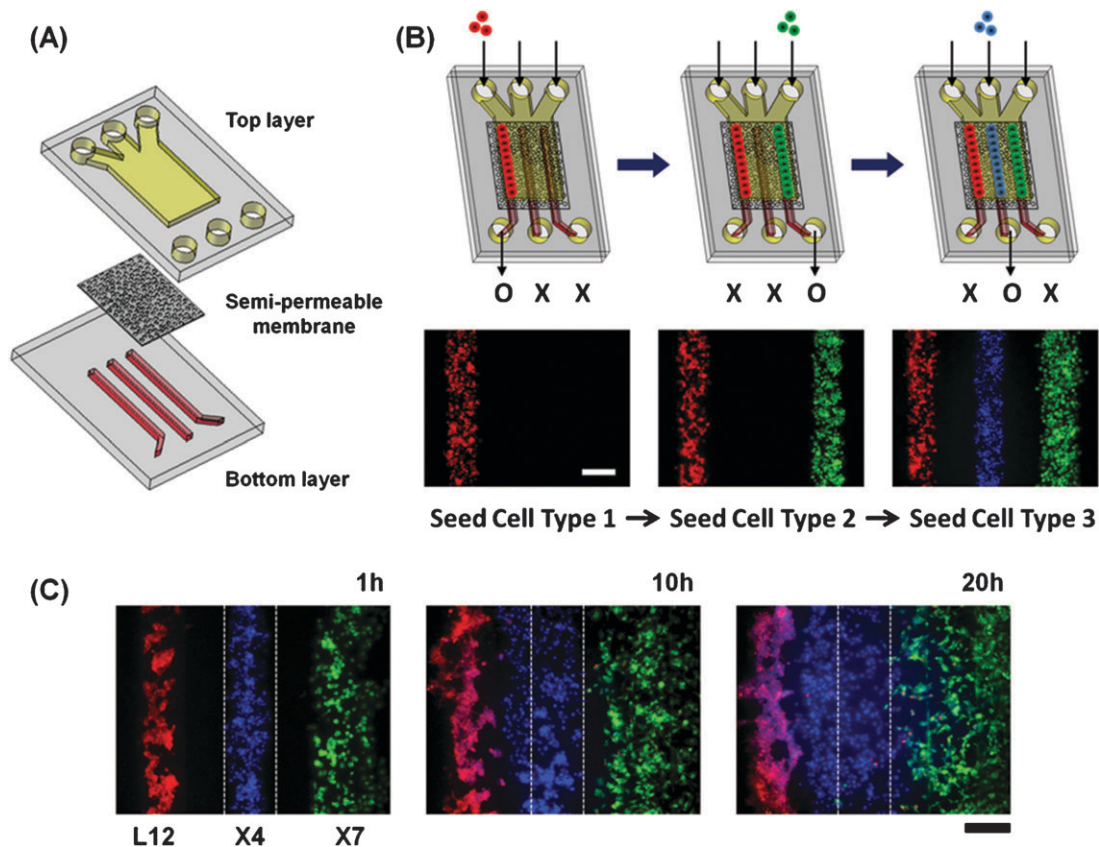 (A)
Top layer
Semi-permeable
membrane
Bottom layer
(B)
O X X
X X O
X O X
Seed Cell Type 1 → Seed Cell Type 2 → Seed Cell Type 3
(C)
1h
10h
20h
L12
X4
X7